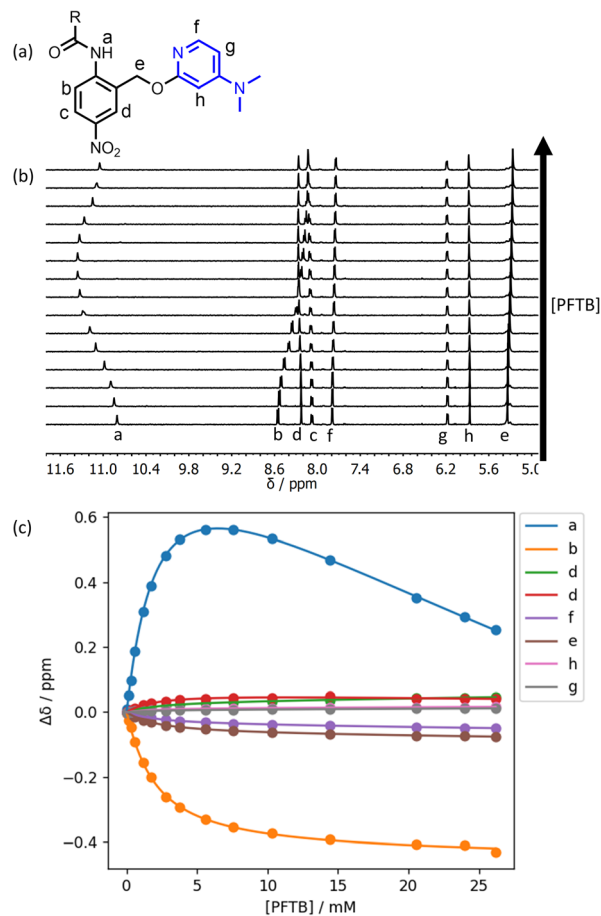 (a)
R
O
N
H
a
b
c
d
e
O
N
f
g
h
N
NO2
(b)
[PFTB]
a
b
d
c
f
g
h
e
11.6 11.0 10.4 9.8 9.2 8.6 8.0 7.4 6.8 6.2 5.6 5.0
δ / ppm
(c)
0.6
0.4
0.2
0.0
−0.2
−0.4
Δδ / ppm
0 5 10 15 20 25
[PFTB] / mM
a
b
d
d
f
e
h
g